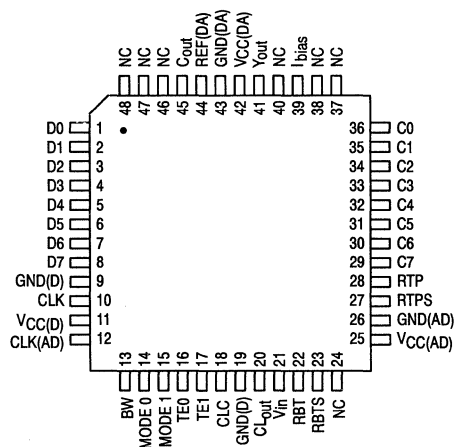 NC
NC
NC
Cout
REF(DA)
GND(DA)
VCC(DA)
Yout
NC
Ibias
NC
NC
48 47 46 45 44 43 42 41 40 39 38 37
D0 1
D1 2
D2 3
D3 4
D4 5
D5 6
D6 7
D7 8
GND(D) 9
CLK 10
VCC(D) 11
CLK(AD) 12
36 C0
35 C1
34 C2
33 C3
32 C4
31 C5
30 C6
29 C7
28 RTP
27 RTPS
26 GND(AD)
25 VCC(AD)
13 14 15 16 17 18 19 20 21 22 23 24
BW
MODE 0
MODE 1
TE0
TE1
CLC
GND(D)
CLout
Vin
RBT
RBTS
NC